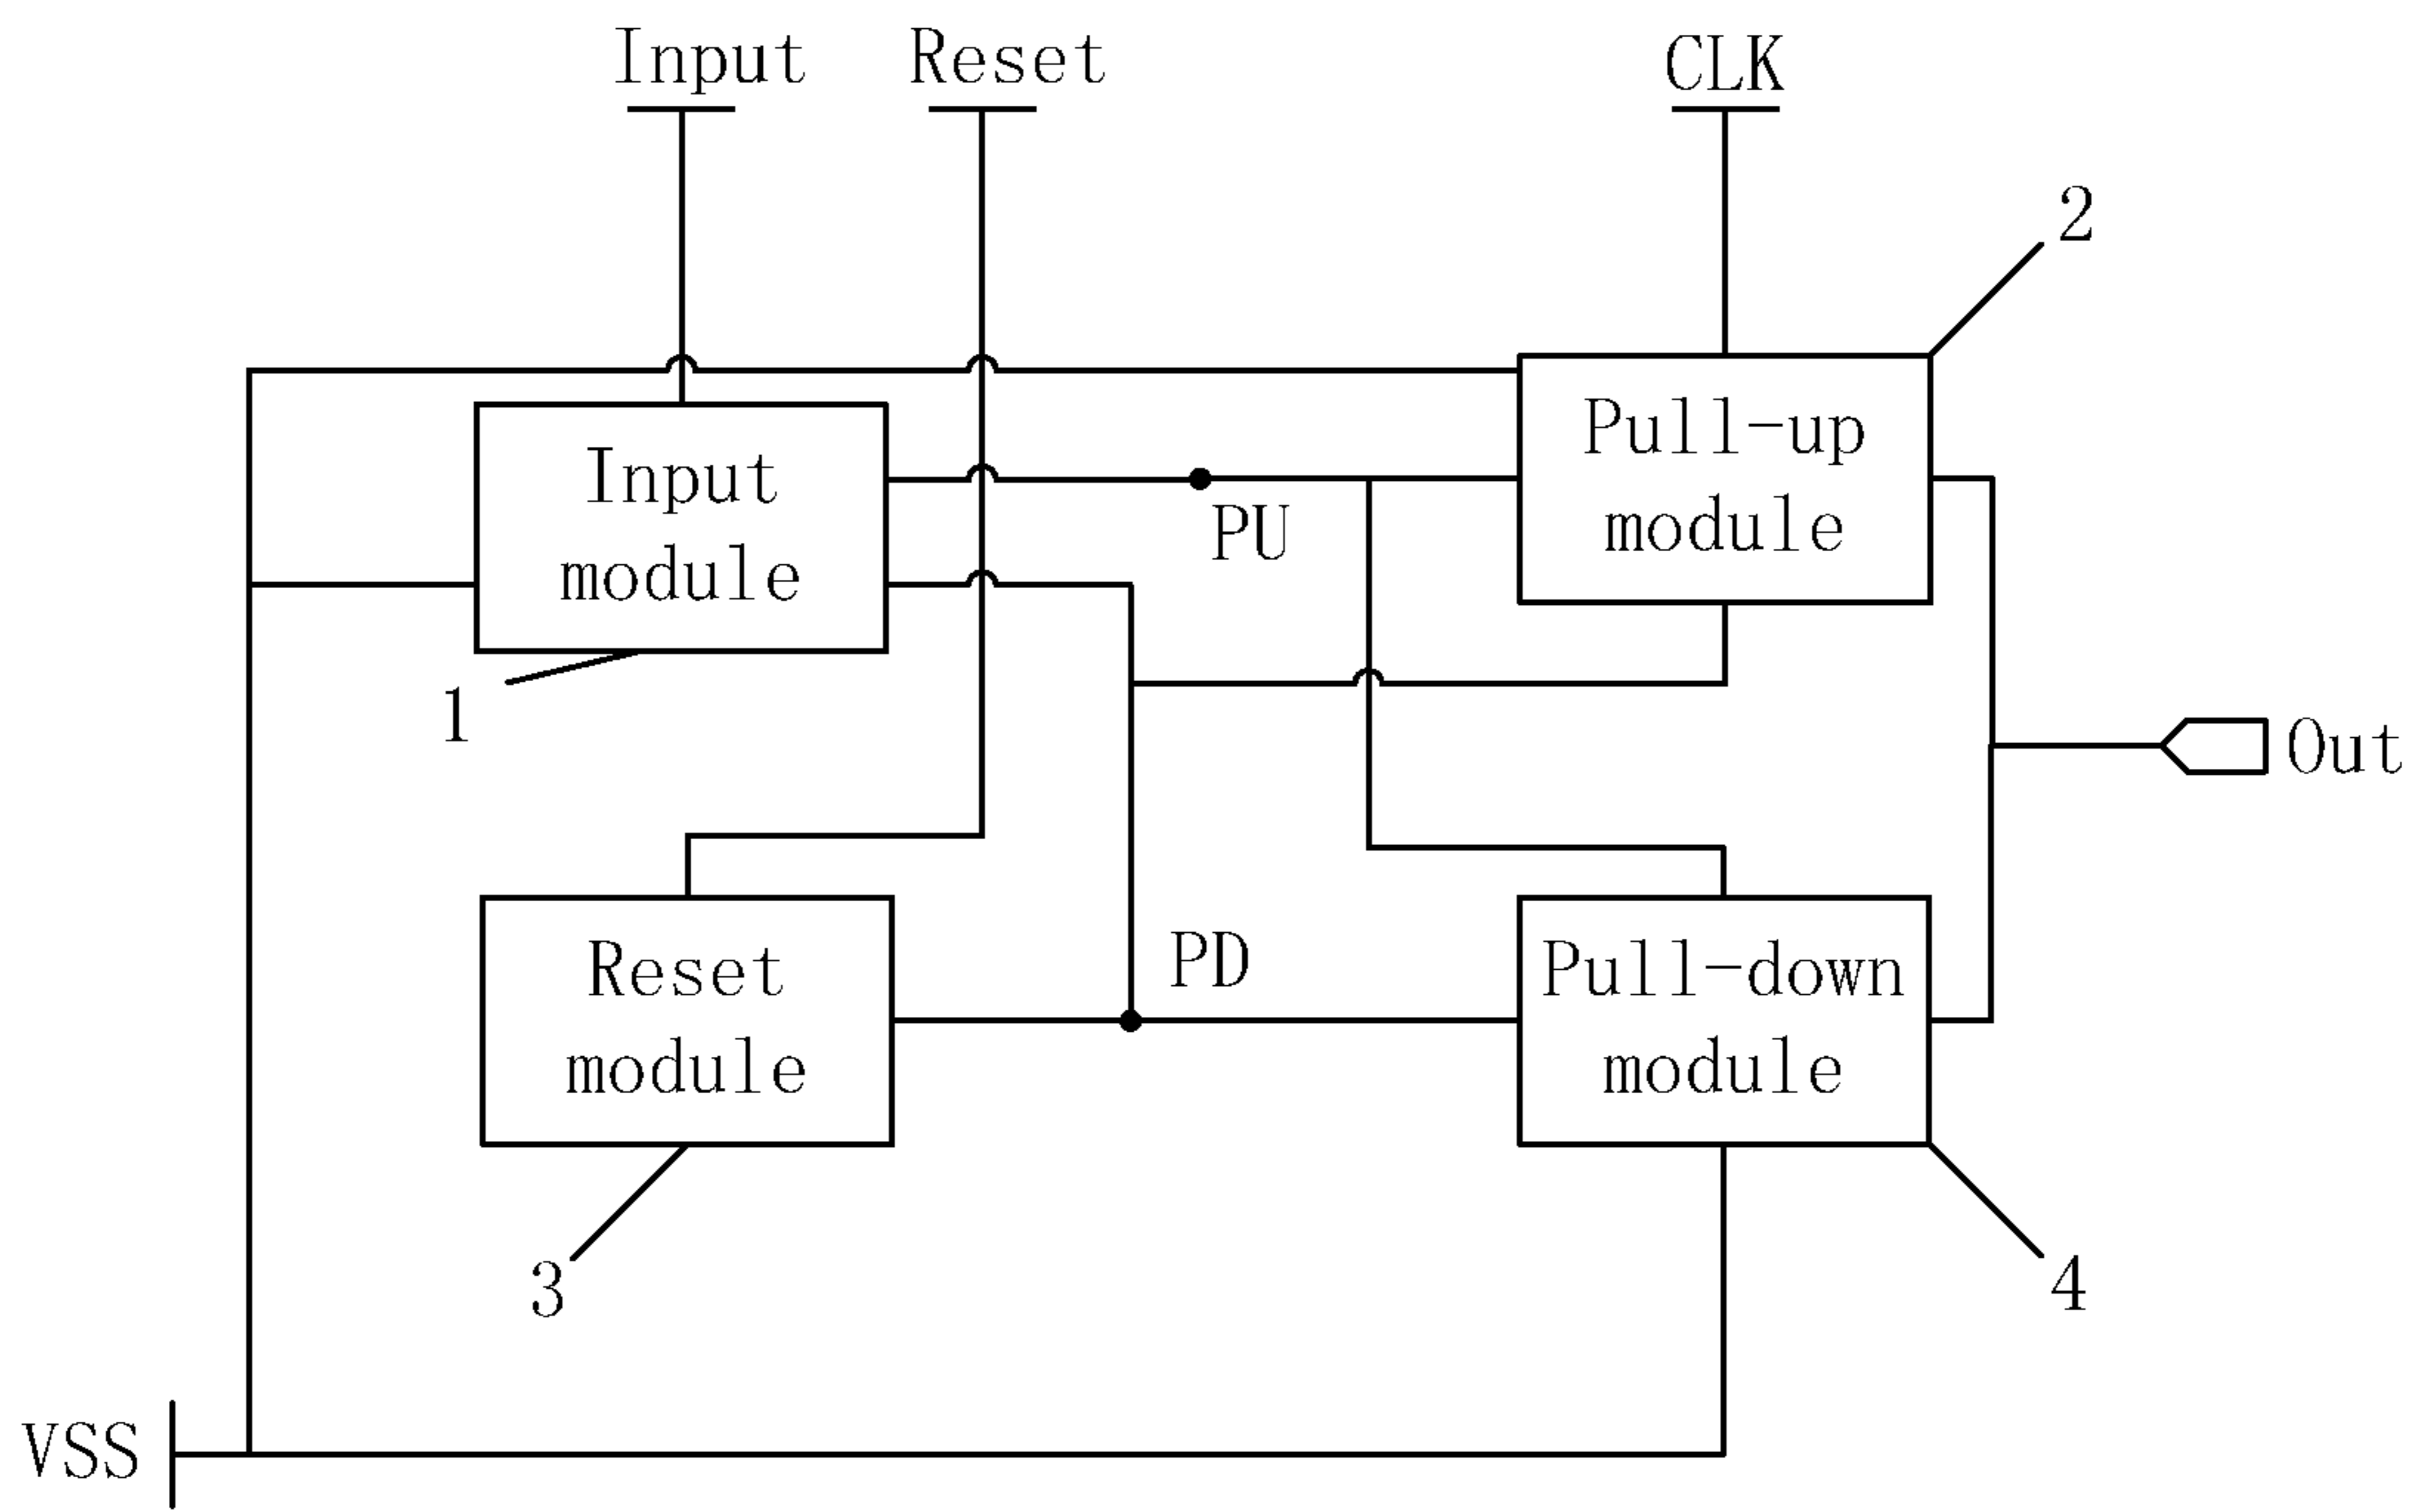 Input
Reset
CLK
2
Pull-up
module
Input
module
PU
1
Out
Reset
module
PD
Pull-down
module
3
4
VSS